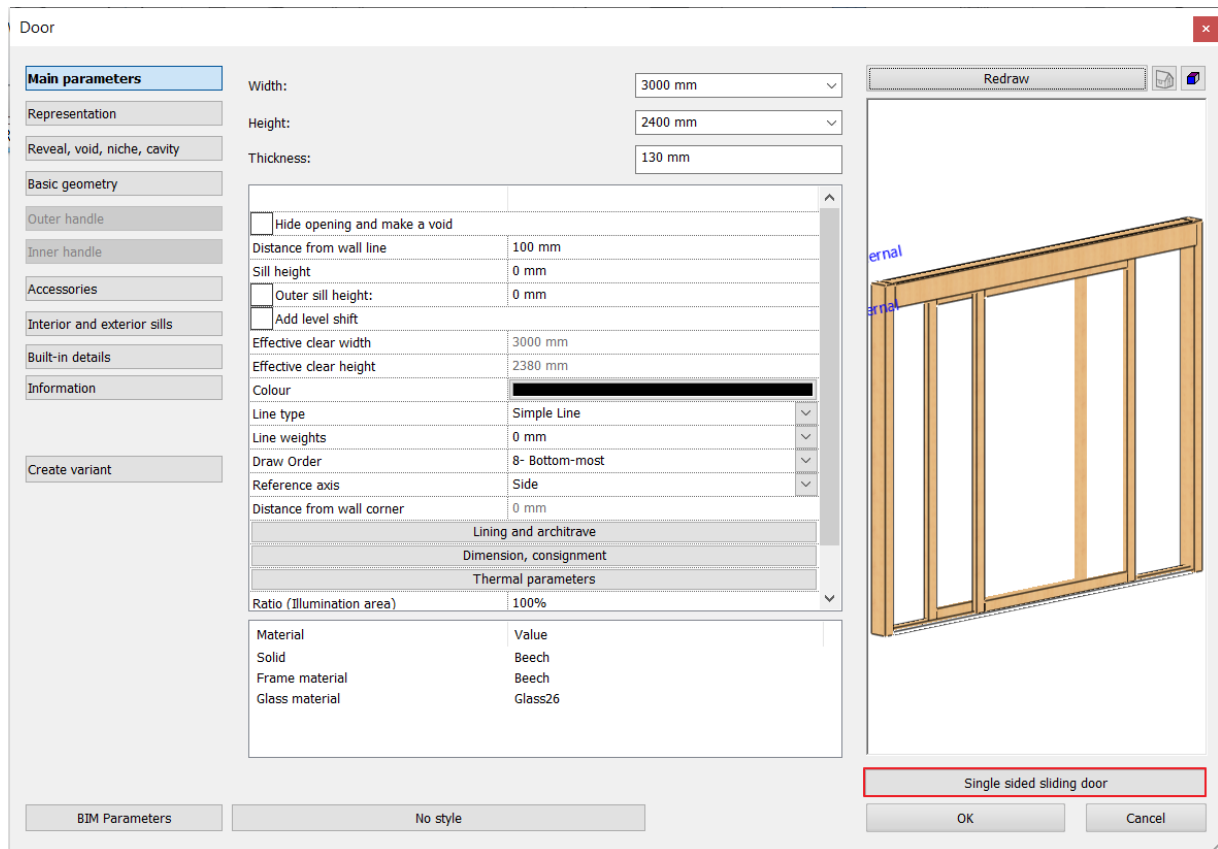 Door
Main parameters
Representation
Reveal, void, niche, cavity
Basic geometry
Outer handle
Inner handle
Accessories
Interior and exterior sills
Built-in details
Information
Create variant
BIM Parameters
Width: 3000 mm
Height: 2400 mm
Thickness: 130 mm
Hide opening and make a void
Distance from wall line 100 mm
Sill height 0 mm
Outer sill height: 0 mm
Add level shift
Effective clear width 3000 mm
Effective clear height 2380 mm
Colour
Line type Simple Line
Line weights 0 mm
Draw Order 8- Bottom-most
Reference axis Side
Distance from wall corner 0 mm
Lining and architrave
Dimension, consignment
Thermal parameters
Ratio (Illumination area) 100%
Material Value
Solid Beech
Frame material Beech
Glass material Glass26
No style
Redraw
ernal
ernal
Single sided sliding door
OK Cancel